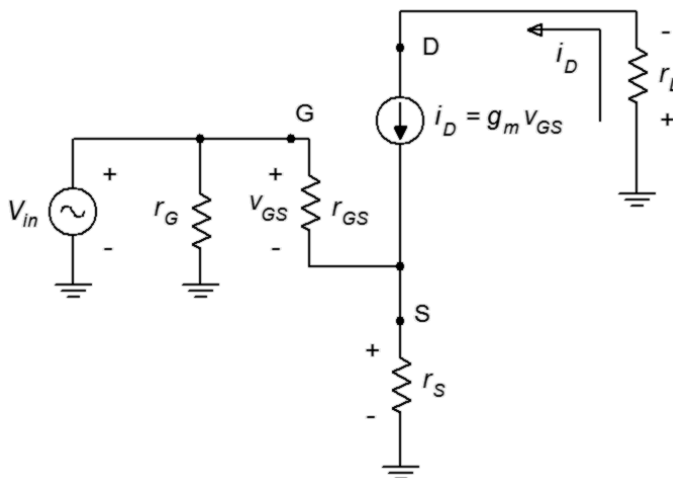 D
-
i_D
r_L
+
G
i_D = g_m v_GS
+
+
V_in
r_G
v_GS
r_GS
-
-
S
+
r_S
-